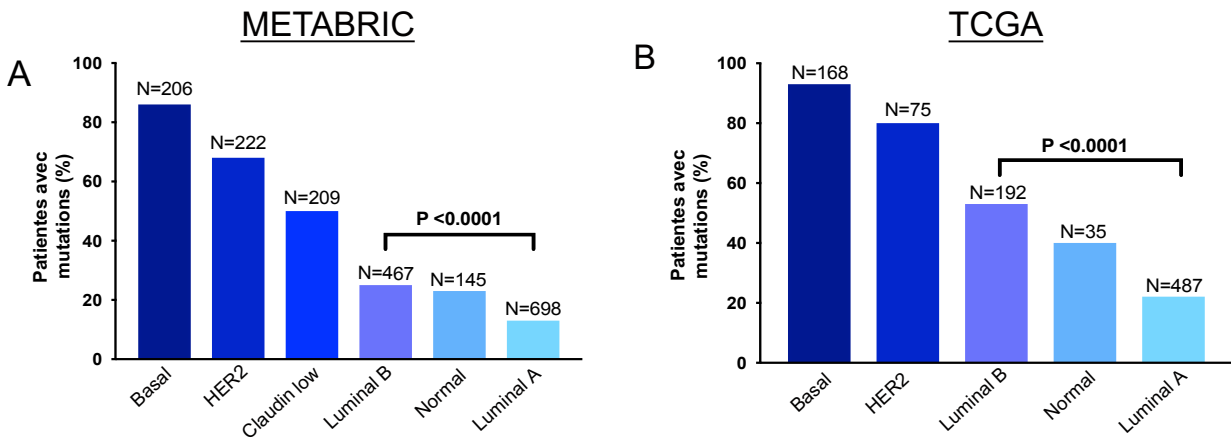 METABRIC
A
Patientes avec
mutations (%)
100
80
60
40
20
0
N=206
N=222
N=209
N=467
N=145
N=698
P <0.0001
Basal
HER2
Claudin low
Luminal B
Normal
Luminal A
TCGA
B
Patientes avec
mutations (%)
100
80
60
40
20
0
N=168
N=75
N=192
N=35
N=487
P <0.0001
Basal
HER2
Luminal B
Normal
Luminal A